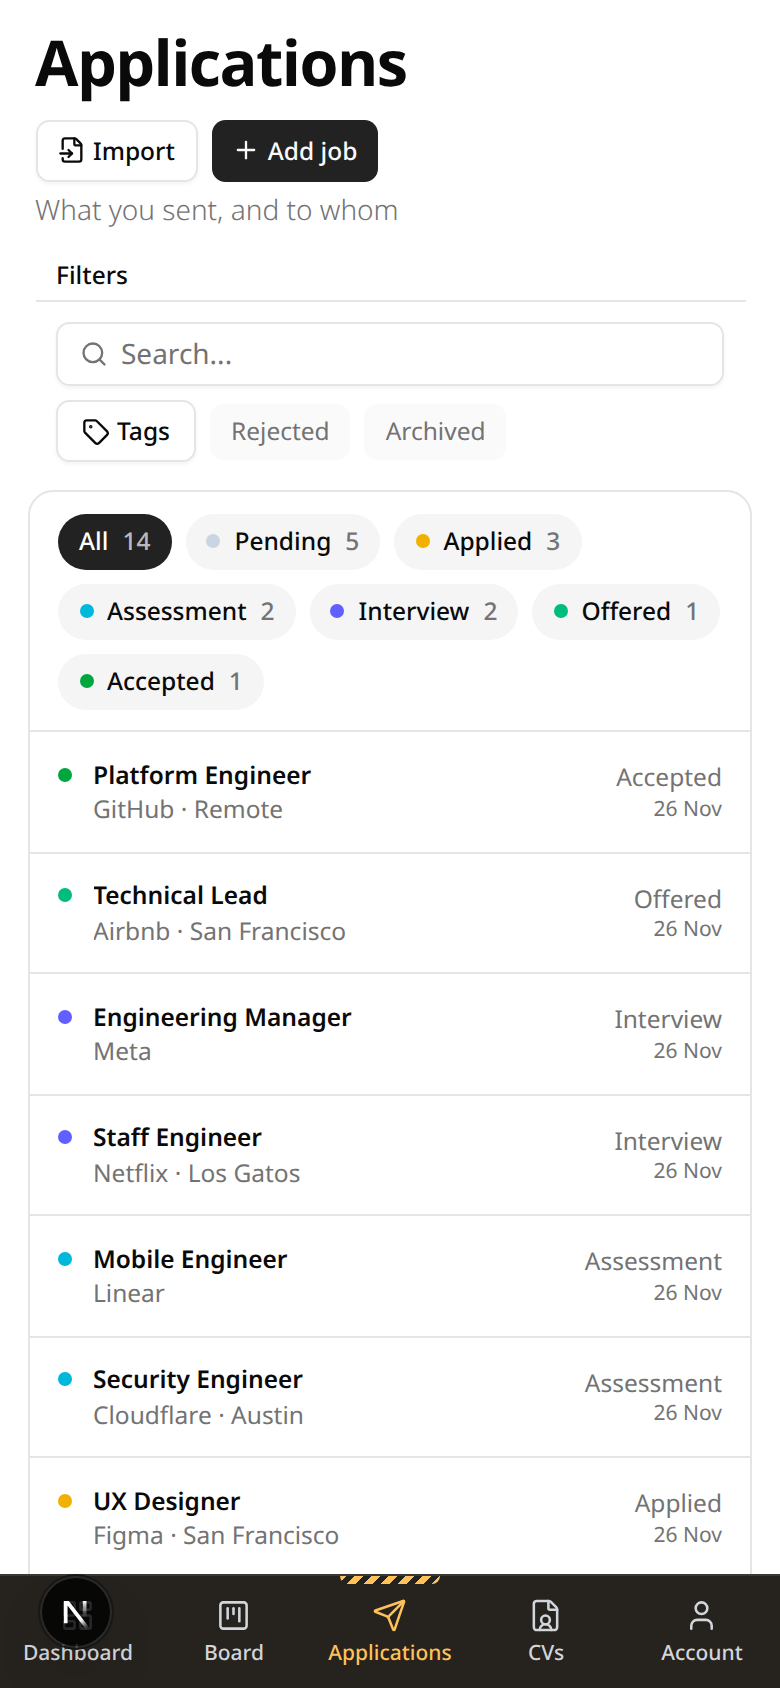 Applications
Import
Add job
What you sent, and to whom
Filters
Search...
Tags Rejected Archived
All 14 Pending 5 Applied 3
Assessment 2 Interview 2 Offered 1
Accepted 1
Platform Engineer Accepted
GitHub · Remote 26 Nov
Technical Lead Offered
Airbnb · San Francisco 26 Nov
Engineering Manager Interview
Meta 26 Nov
Staff Engineer Interview
Netflix · Los Gatos 26 Nov
Mobile Engineer Assessment
Linear 26 Nov
Security Engineer Assessment
Cloudflare · Austin 26 Nov
UX Designer Applied
Figma · San Francisco 26 Nov
N
Dashboard Board Applications CVs Account